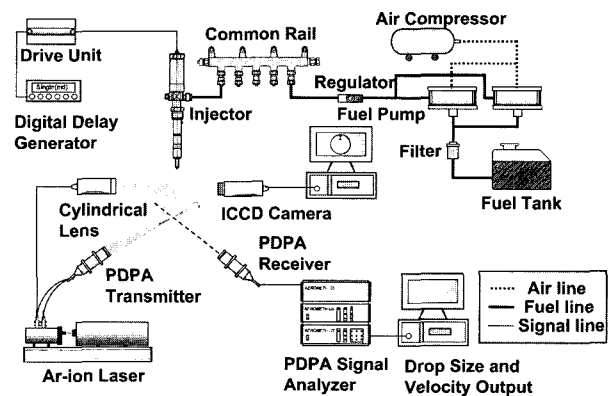 Air Compressor
Common Rail
Drive Unit
Regulator
Injector
Fuel Pump
Digital Delay
Generator
Filter
Fuel Tank
Cylindrical
Lens
ICCD Camera
PDPA
Receiver
PDPA
Transmitter
Air line
Fuel line
Signal line
Ar-ion Laser
PDPA Signal
Analyzer
Drop Size and
Velocity Output